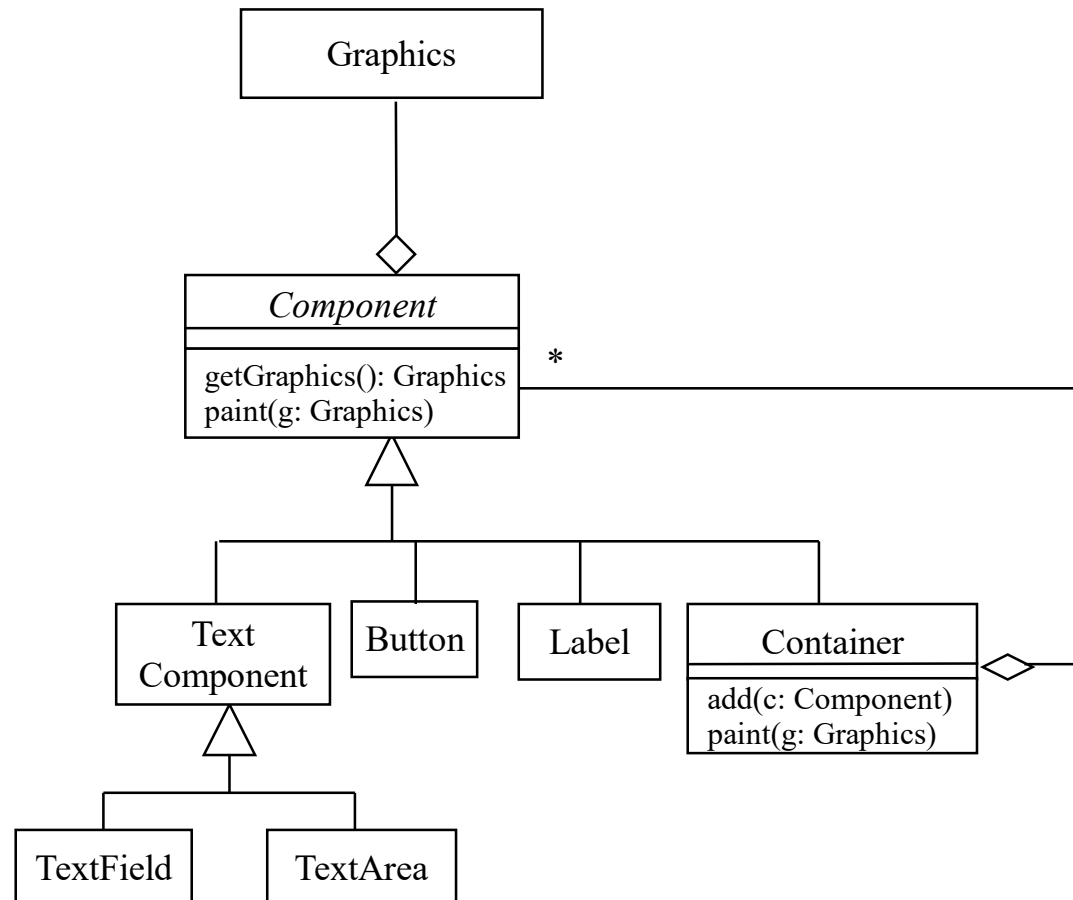 Graphics
Component
getGraphics(): Graphics
paint(g: Graphics)
*
Text
Component
Button
Label
Container
add(c: Component)
paint(g: Graphics)
TextField
TextArea